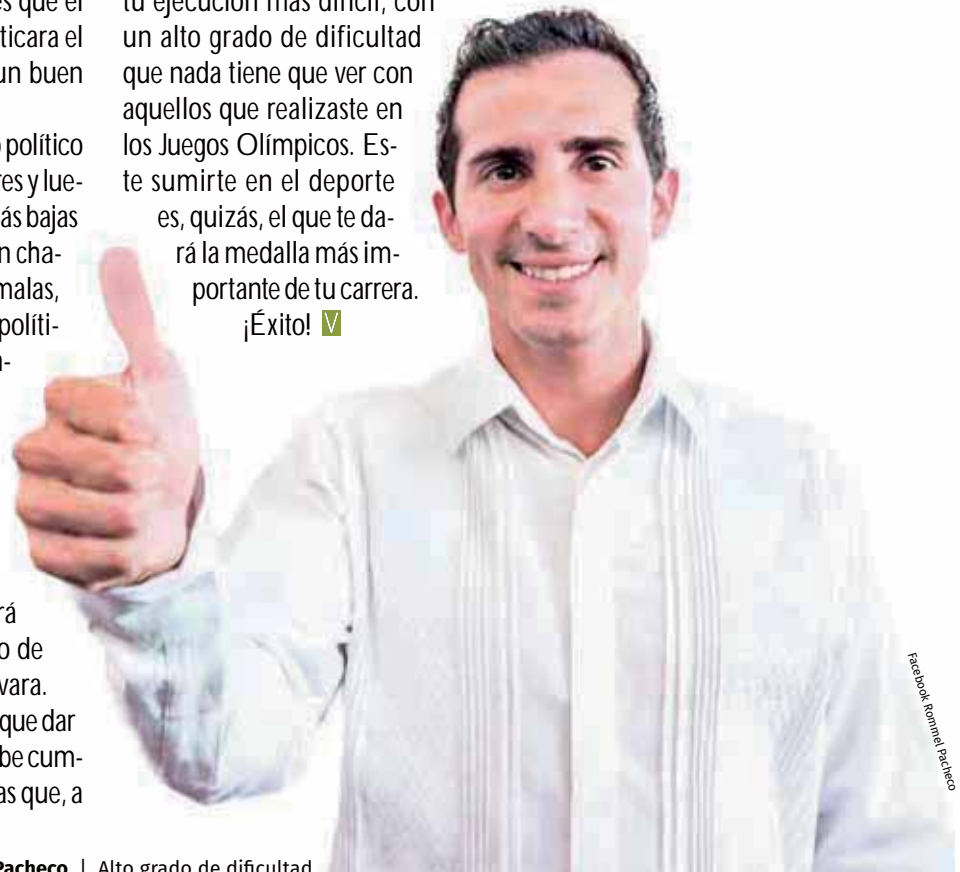 es que el
ticara el
un buen
o político
res y lue-
ás bajas
n cha-
malas,
políti-
n-
rá
o de
vara.
que dar
be cum-
as que, a
tu ejecución más difícil, con
un alto grado de dificultad
que nada tiene que ver con
aquellos que realizaste en
los Juegos Olímpicos. Es-
te sumirte en el deporte
es, quizás, el que te da-
rá la medalla más im-
portante de tu carrera.
¡Éxito! V
Facebook Rommel Pacheco
Pacheco | Alto grado de dificultad